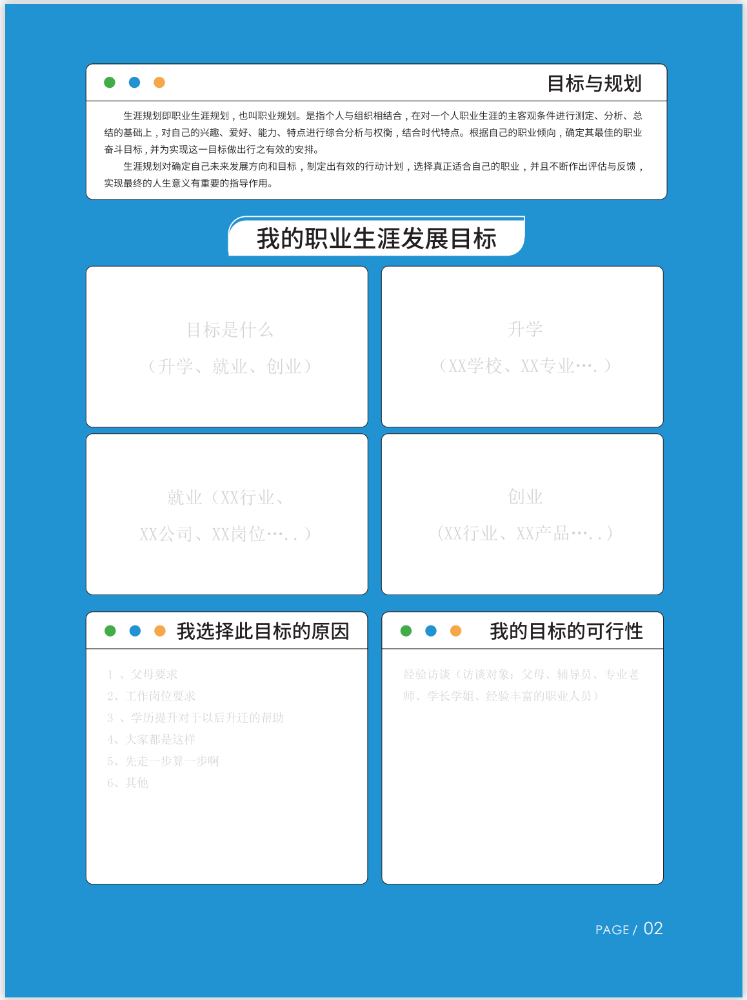 目标与规划
生涯规划即职业生涯规划，也叫职业规划。是指个人与组织相结合，在对一个人职业生涯的主客观条件进行测定、分析、总
结的基础上，对自己的兴趣、爱好、能力、特点进行综合分析与权衡，结合时代特点。根据自己的职业倾向，确定其最佳的职业
奋斗目标，并为实现这一目标做出行之有效的安排。
生涯规划对确定自己未来发展方向和目标，制定出有效的行动计划，选择真正适合自己的职业，并且不断作出评估与反馈，
实现最终的人生意义有重要的指导作用。
我的职业生涯发展目标
目标是什么
（升学、就业、创业）
升学
（XX学校、XX专业….）
就业（XX行业、
XX公司、XX岗位…..）
创业
(XX行业、XX产品…..)
我选择此目标的原因
1 、父母要求
2、工作岗位要求
3 、学历提升对于以后升迁的帮助
4、大家都是这样
5、先走一步算一步啊
6、其他
我的目标的可行性
经验访谈（访谈对象：父母、辅导员、专业老
师、学长学姐、经验丰富的职业人员）
PAGE / 02